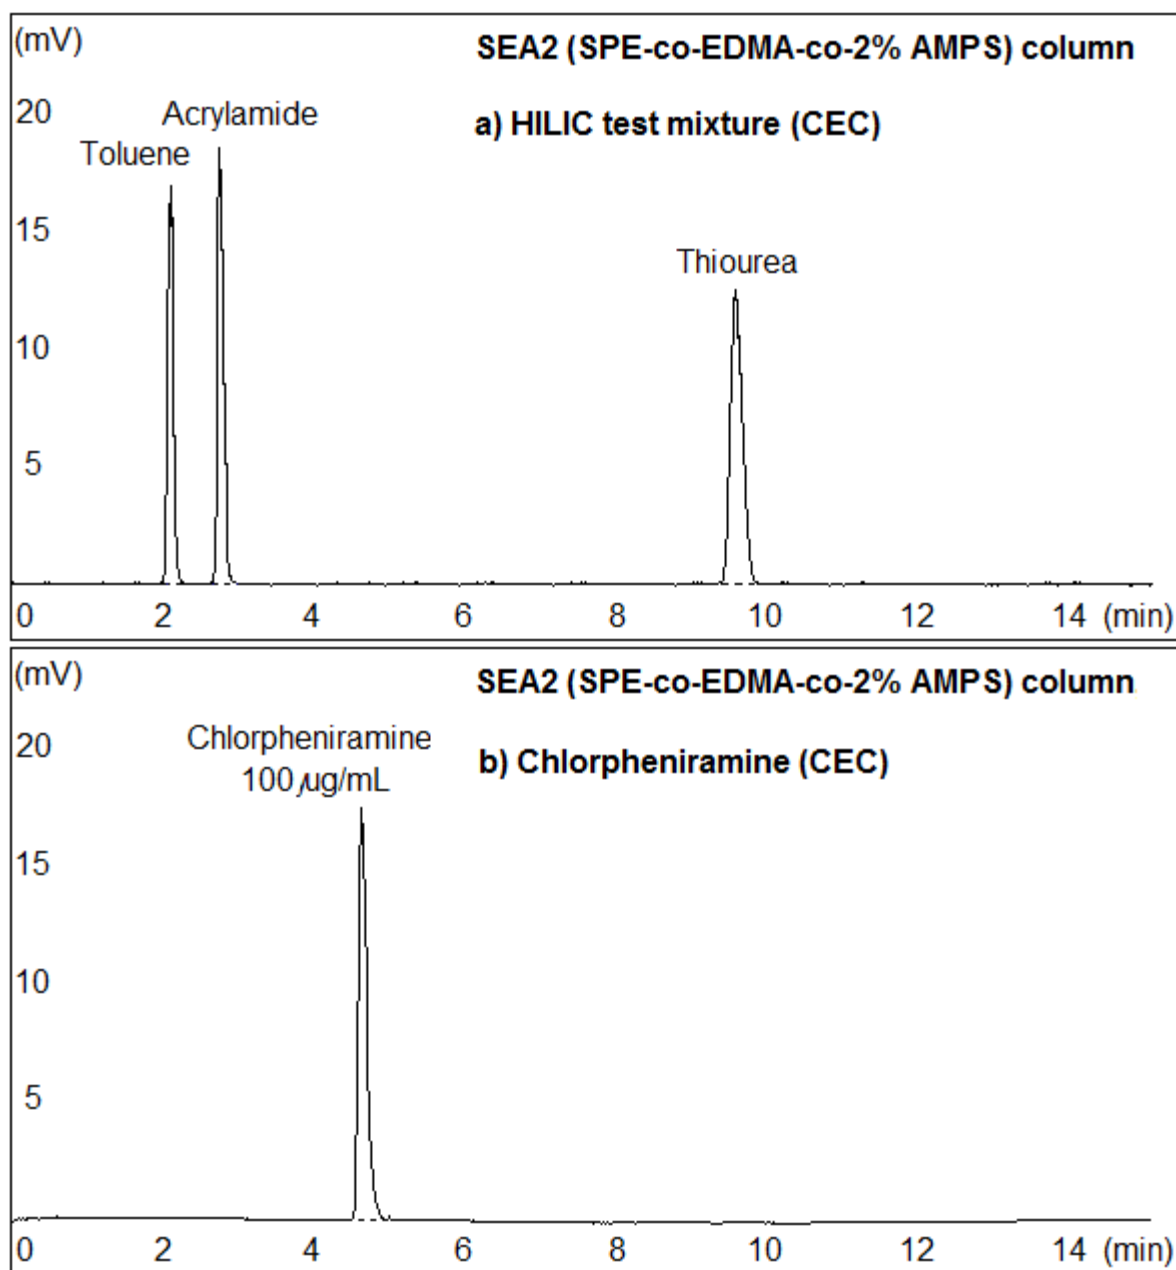 (mV)
SEA2 (SPE-co-EDMA-co-2% AMPS) column
20
Acrylamide
a) HILIC test mixture (CEC)
Toluene
15
Thiourea
10
5
0 2 4 6 8 10 12 14 (min)
(mV)
SEA2 (SPE-co-EDMA-co-2% AMPS) column
20
Chlorpheniramine
b) Chlorpheniramine (CEC)
100 µg/mL
15
10
5
0 2 4 6 8 10 12 14 (min)